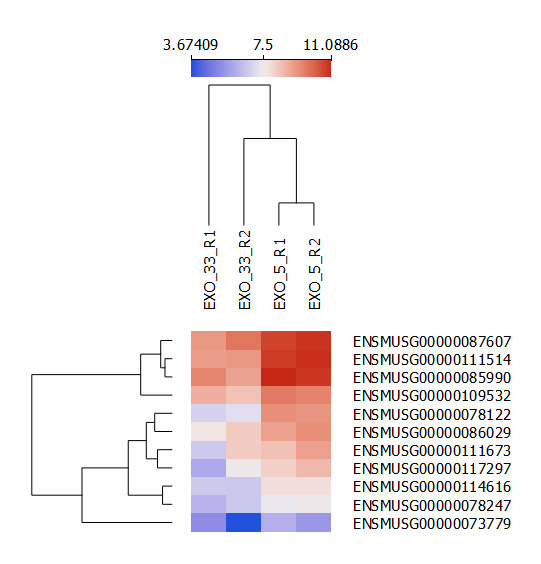 3.67409 7.5 11.0886
EXO_33_R1
EXO_33_R2
EXO_5_R1
EXO_5_R2
ENSMUSG00000087607
ENSMUSG00000111514
ENSMUSG00000085990
ENSMUSG00000109532
ENSMUSG00000078122
ENSMUSG00000086029
ENSMUSG00000111673
ENSMUSG00000117297
ENSMUSG00000114616
ENSMUSG00000078247
ENSMUSG00000073779